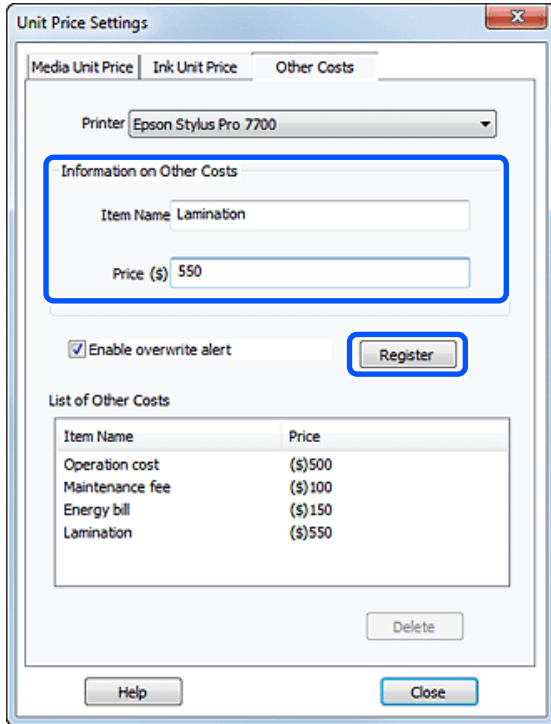 Unit Price Settings
Media Unit Price Ink Unit Price Other Costs
Printer Epson Stylus Pro 7700
Information on Other Costs
Item Name Lamination
Price ($) 550
Enable overwrite alert Register
List of Other Costs
Item Name Price
Operation cost ($)500
Maintenance fee ($)100
Energy bill ($)150
Lamination ($)550
Delete
Help Close